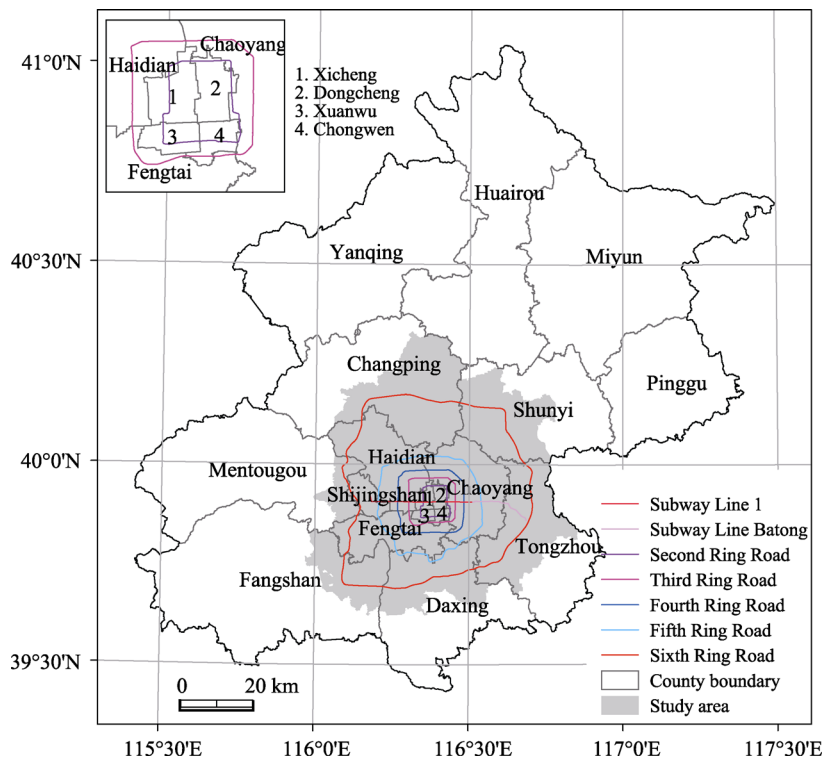 41°0'N
40°30'N
40°0'N
39°30'N
Chaoyang
Haidian
1
2
3
4
Fengtai
1. Xicheng
2. Dongcheng
3. Xuanwu
4. Chongwen
Huairou
Yanqing
Miyun
Changping
Pinggu
Shunyi
Haidian
Mentougou
Shijingshan
1
2
Chaoyang
3
4
Fengtai
Tongzhou
Fangshan
Daxing
Subway Line 1
Subway Line Batong
Second Ring Road
Third Ring Road
Fourth Ring Road
Fifth Ring Road
Sixth Ring Road
County boundary
Study area
0 20 km
115°30'E 116°0'E 116°30'E 117°0'E 117°30'E